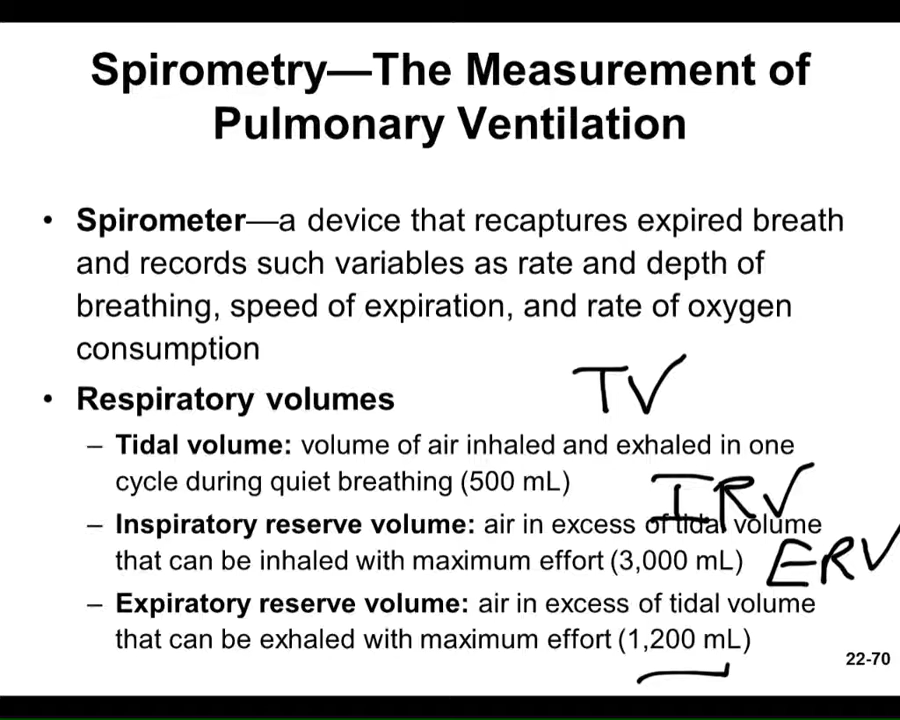 Spirometry—The Measurement of
Pulmonary Ventilation
• Spirometer—a device that recaptures expired breath
and records such variables as rate and depth of
breathing, speed of expiration, and rate of oxygen
consumption
TV
• Respiratory volumes
– Tidal volume: volume of air inhaled and exhaled in one
cycle during quiet breathing (500 mL)
IRV
– Inspiratory reserve volume: air in excess of tidal volume
that can be inhaled with maximum effort (3,000 mL)
ERV
– Expiratory reserve volume: air in excess of tidal volume
that can be exhaled with maximum effort (1,200 mL)
22-70